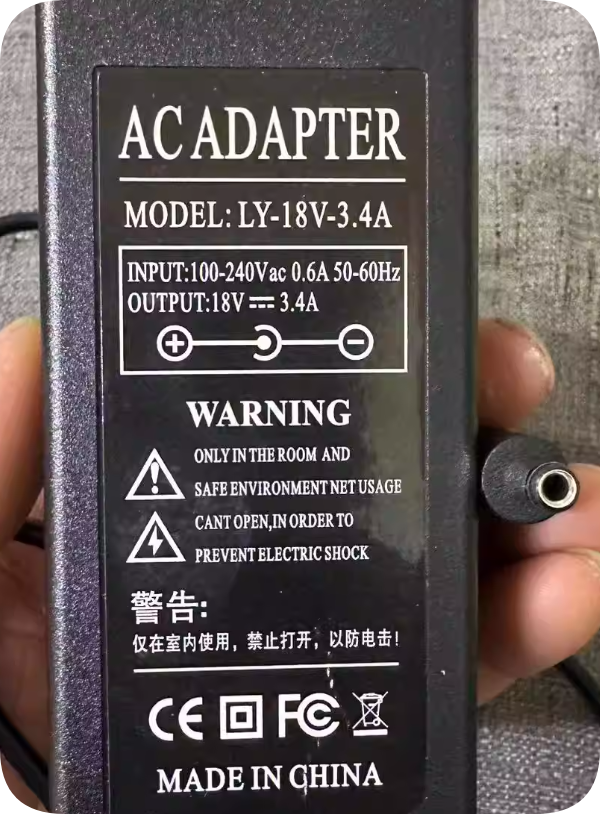 AC ADAPTER
MODEL: LY-18V-3.4A
INPUT:100-240Vac 0.6A 50-60Hz
OUTPUT:18V ⎓ 3.4A
WARNING
ONLY IN THE ROOM AND
SAFE ENVIRONMENT NET USAGE
CANT OPEN,IN ORDER TO
PREVENT ELECTRIC SHOCK
警告:
仅在室内使用，禁止打开，以防电击!
CE FC
MADE IN CHINA